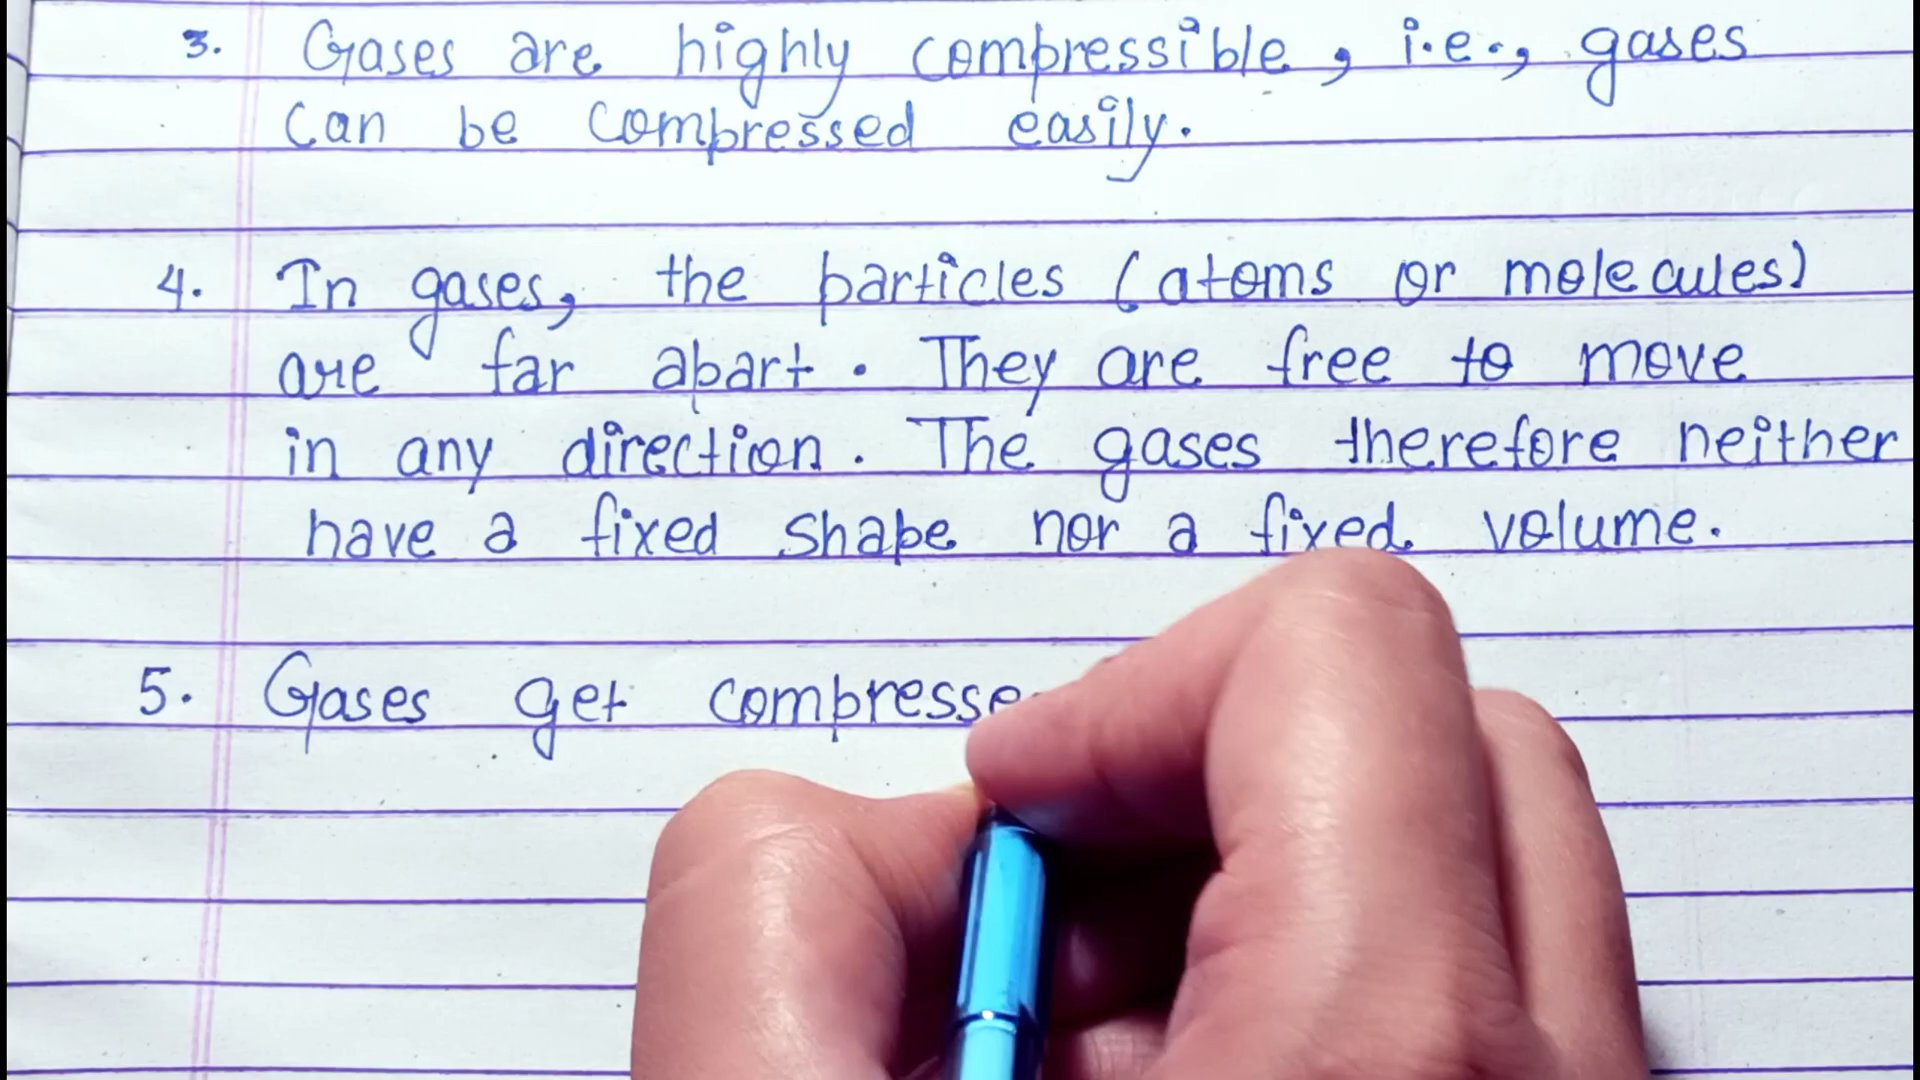 3. Gases are highly compressible, i.e., gases
can be compressed easily.
4. In gases, the particles (atoms or molecules)
are far apart. They are free to move
in any direction. The gases therefore neither
have a fixed shape nor a fixed volume.
5. Gases get compresse